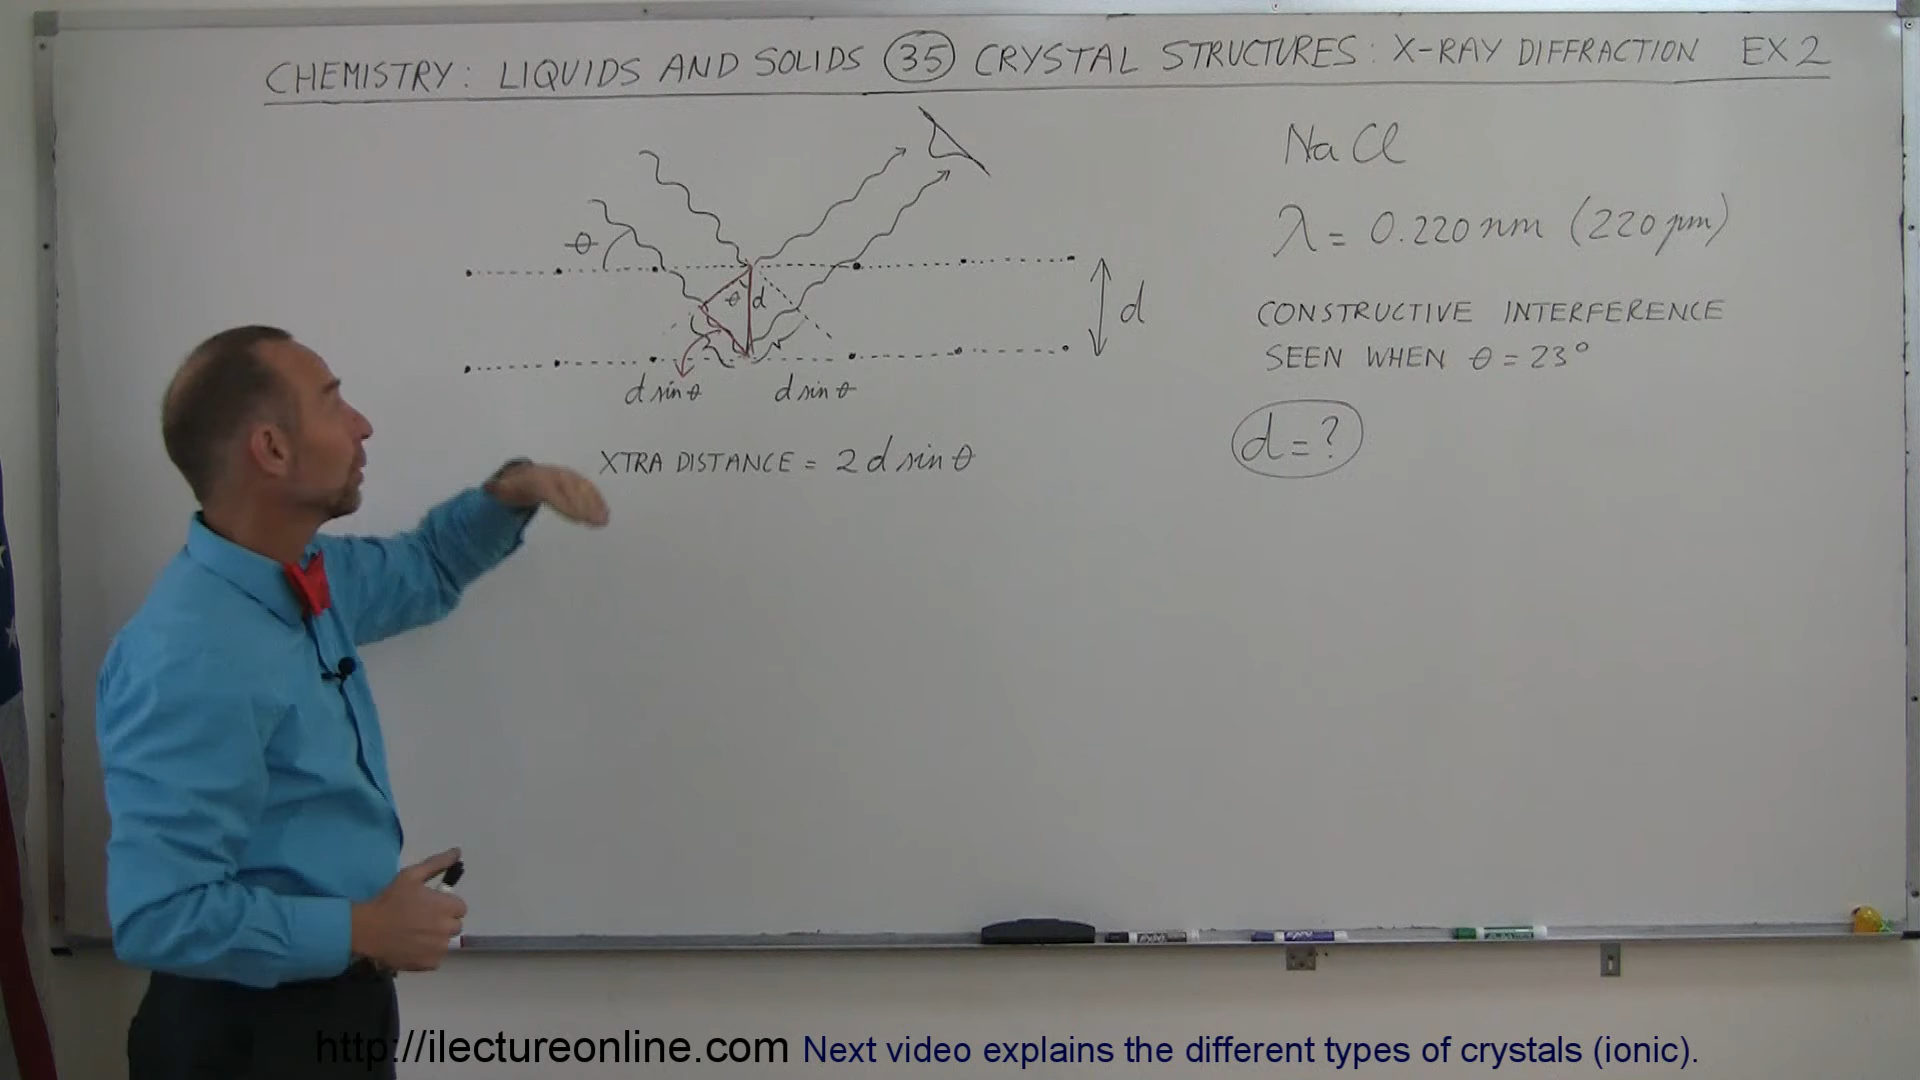 CHEMISTRY: LIQUIDS AND SOLIDS 35 CRYSTAL STRUCTURES: X-RAY DIFFRACTION EX 2
NaCl
λ = 0.220 nm (220 pm)
θ
θ d
d
CONSTRUCTIVE INTERFERENCE
SEEN WHEN θ = 23°
d sin θ d sin θ
d = ?
XTRA DISTANCE = 2 d sin θ
http://ilectureonline.com Next video explains the different types of crystals (ionic).